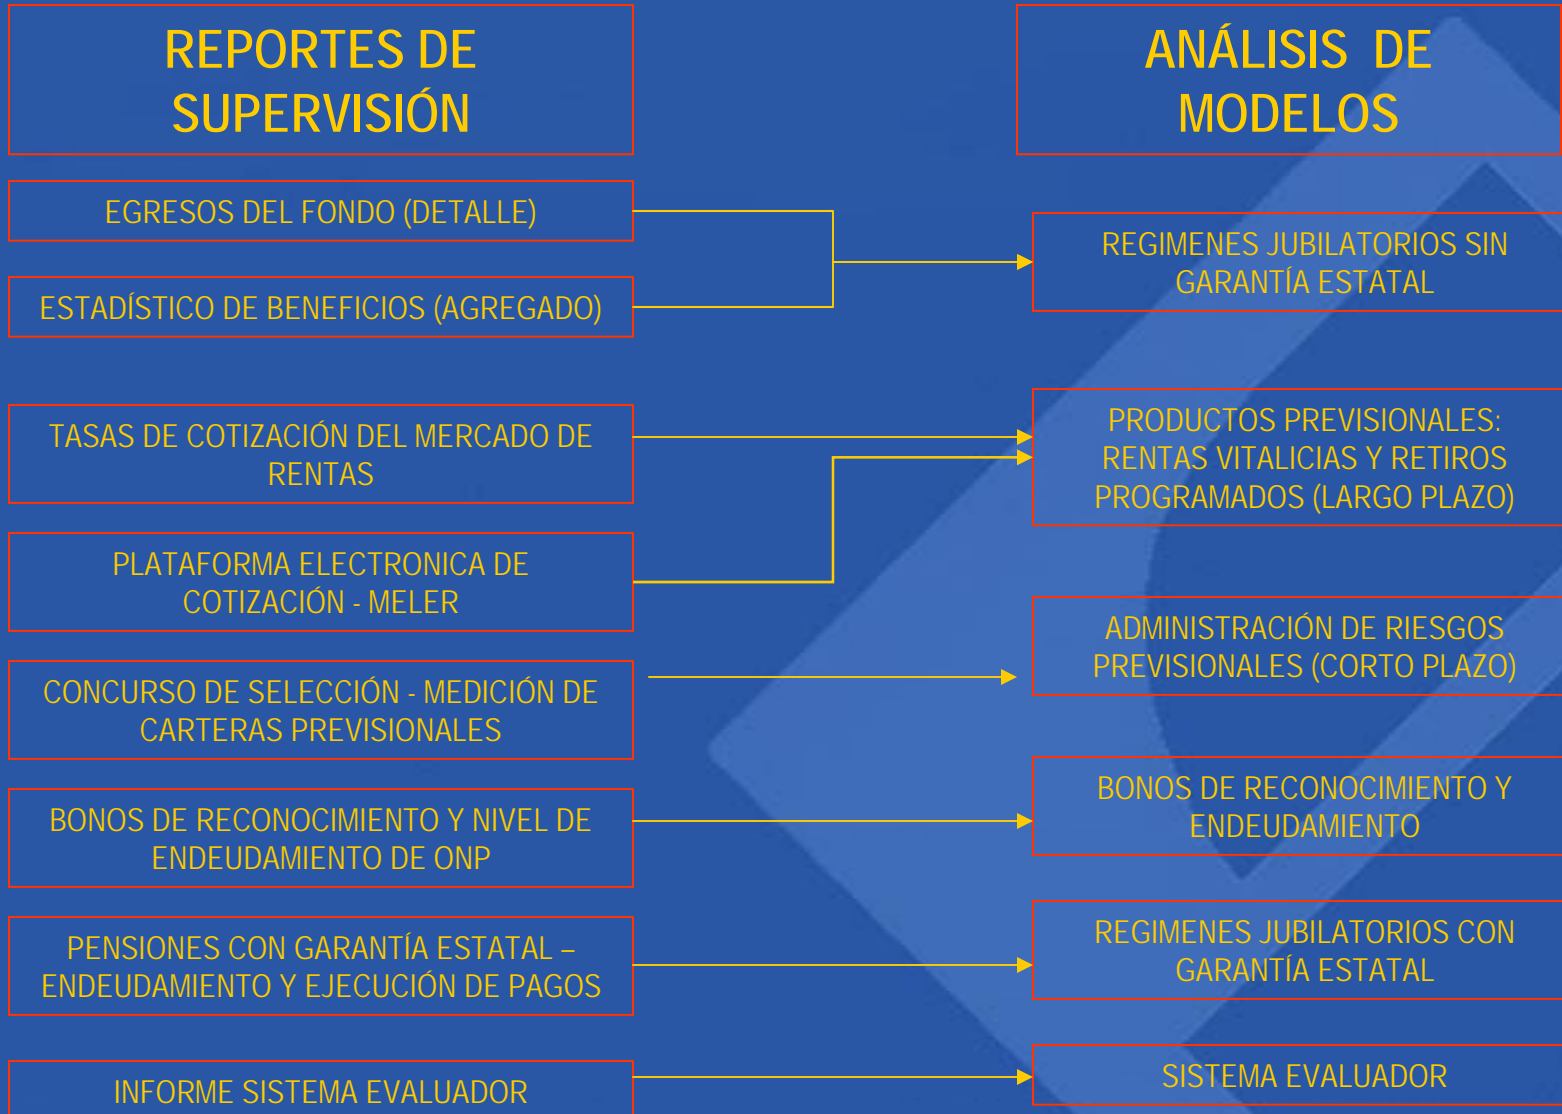 REPORTES DE
SUPERVISIÓN
ANÁLISIS DE
MODELOS
EGRESOS DEL FONDO (DETALLE)
ESTADÍSTICO DE BENEFICIOS (AGREGADO)
REGIMENES JUBILATORIOS SIN
GARANTÍA ESTATAL
TASAS DE COTIZACIÓN DEL MERCADO DE
RENTAS
PLATAFORMA ELECTRONICA DE
COTIZACIÓN - MELER
PRODUCTOS PREVISIONALES:
RENTAS VITALICIAS Y RETIROS
PROGRAMADOS (LARGO PLAZO)
CONCURSO DE SELECCIÓN - MEDICIÓN DE
CARTERAS PREVISIONALES
ADMINISTRACIÓN DE RIESGOS
PREVISIONALES (CORTO PLAZO)
BONOS DE RECONOCIMIENTO Y NIVEL DE
ENDEUDAMIENTO DE ONP
BONOS DE RECONOCIMIENTO Y
ENDEUDAMIENTO
PENSIONES CON GARANTÍA ESTATAL –
ENDEUDAMIENTO Y EJECUCIÓN DE PAGOS
REGIMENES JUBILATORIOS CON
GARANTÍA ESTATAL
INFORME SISTEMA EVALUADOR
SISTEMA EVALUADOR